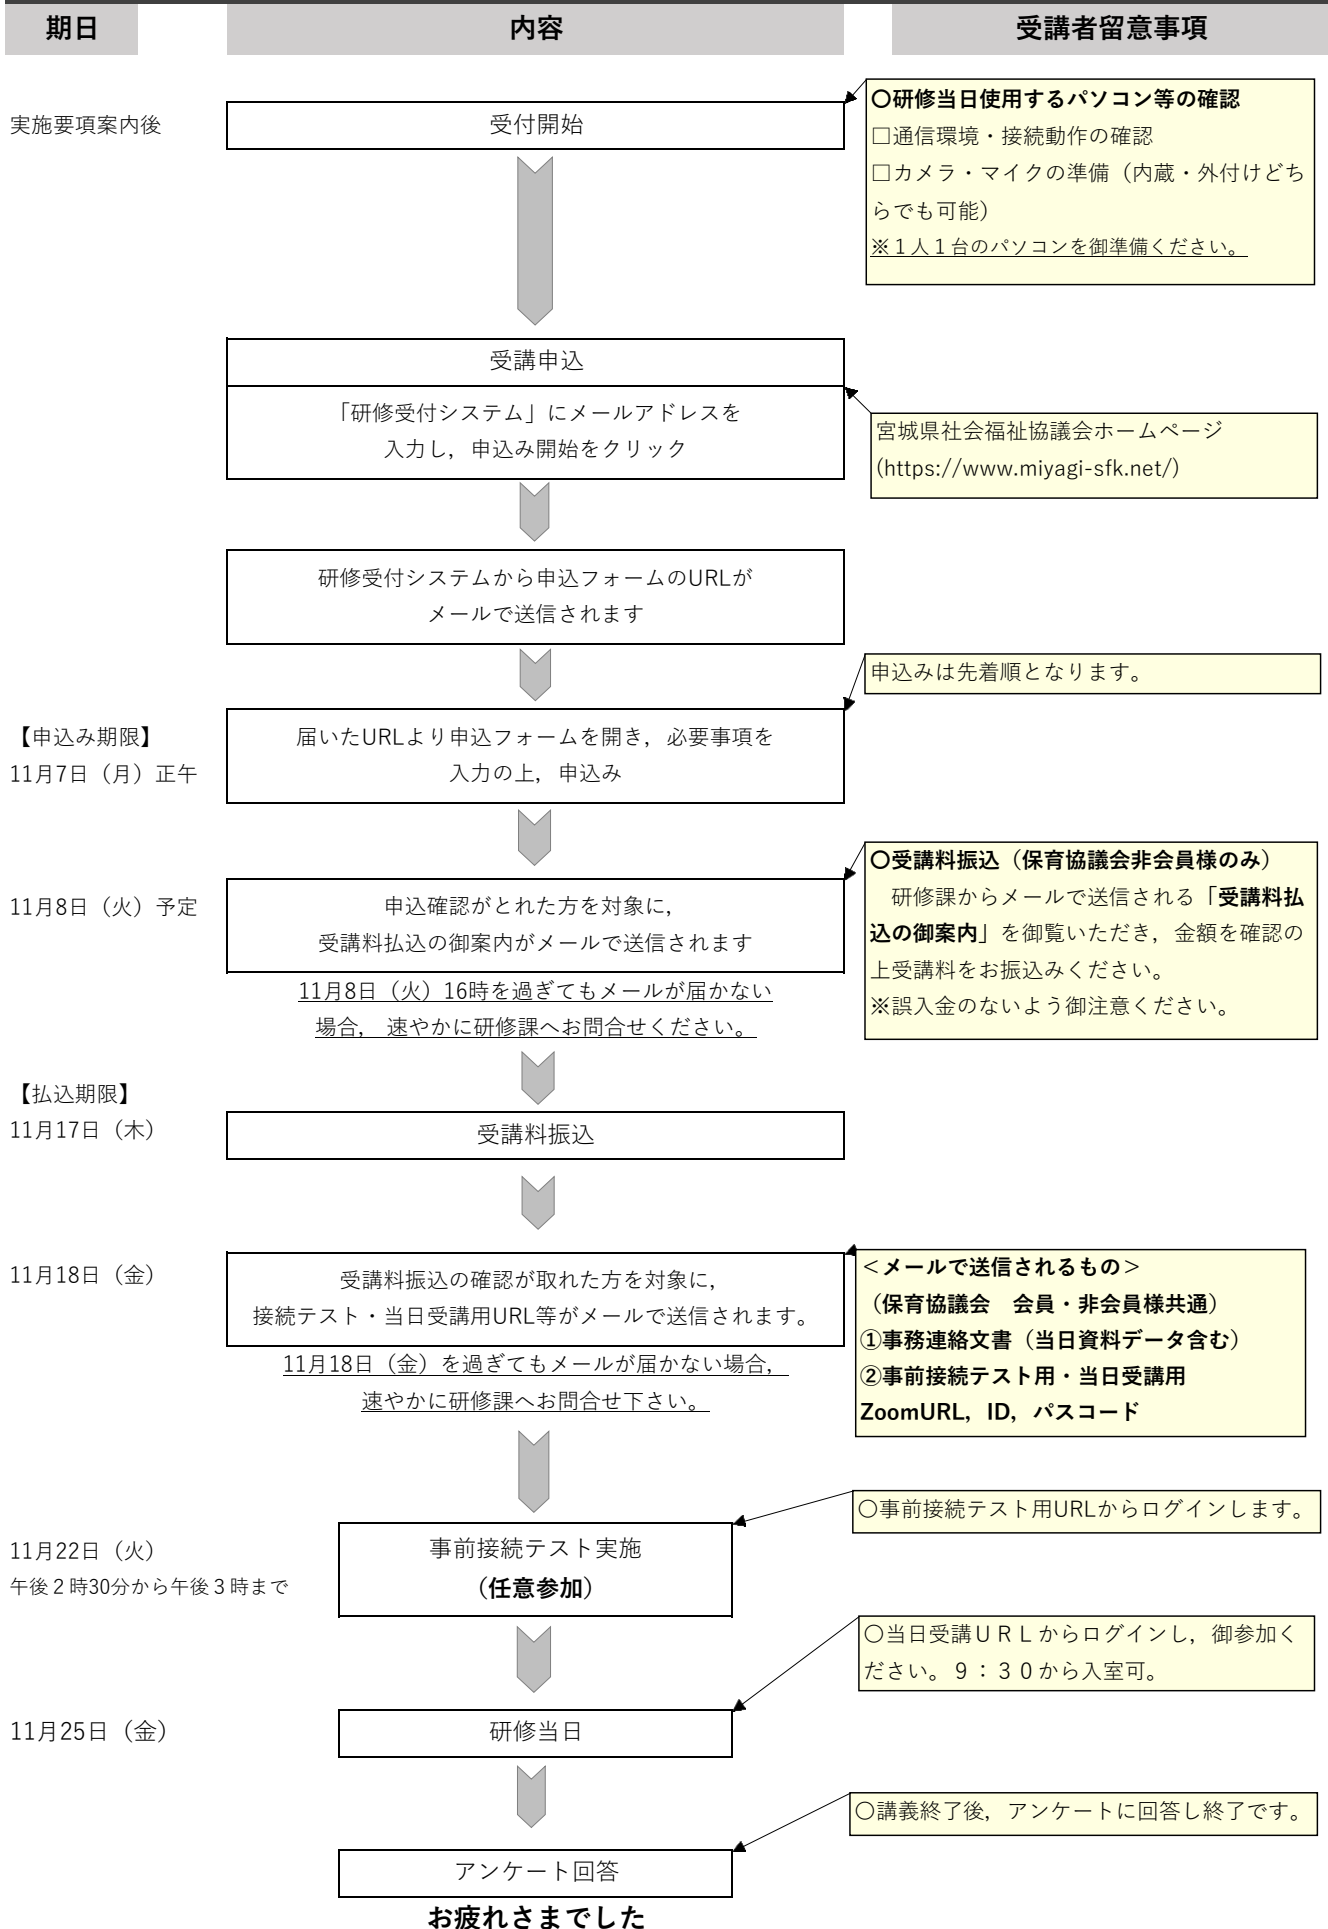 期日
内容
受講者留意事項
実施要項案内後
受付開始
〇研修当日使用するパソコン等の確認
□通信環境・接続動作の確認
□カメラ・マイクの準備（内蔵・外付けどち
らでも可能）
※１人１台のパソコンを御準備ください。
受講申込
「研修受付システム」にメールアドレスを
入力し，申込み開始をクリック
宮城県社会福祉協議会ホームページ
(https://www.miyagi-sfk.net/)
研修受付システムから申込フォームのURLが
メールで送信されます
申込みは先着順となります。
【申込み期限】
11月7日（月）正午
届いたURLより申込フォームを開き，必要事項を
入力の上，申込み
11月8日（火）予定
申込確認がとれた方を対象に，
受講料払込の御案内がメールで送信されます
11月8日（火）16時を過ぎてもメールが届かない
場合， 速やかに研修課へお問合せください。
〇受講料振込（保育協議会非会員様のみ）
研修課からメールで送信される「受講料払
込の御案内」を御覧いただき，金額を確認の
上受講料をお振込みください。
※誤入金のないよう御注意ください。
【払込期限】
11月17日（木）
受講料振込
11月18日（金）
受講料振込の確認が取れた方を対象に，
接続テスト・当日受講用URL等がメールで送信されます。
11月18日（金）を過ぎてもメールが届かない場合，
速やかに研修課へお問合せ下さい。
＜メールで送信されるもの＞
（保育協議会　会員・非会員様共通）
①事務連絡文書（当日資料データ含む）
②事前接続テスト用・当日受講用
ZoomURL，ID，パスコード
11月22日（火）
午後２時30分から午後３時まで
事前接続テスト実施
（任意参加）
〇事前接続テスト用URLからログインします。
〇当日受講ＵＲＬからログインし，御参加く
ださい。９：３０から入室可。
11月25日（金）
研修当日
〇講義終了後，アンケートに回答し終了です。
アンケート回答
お疲れさまでした